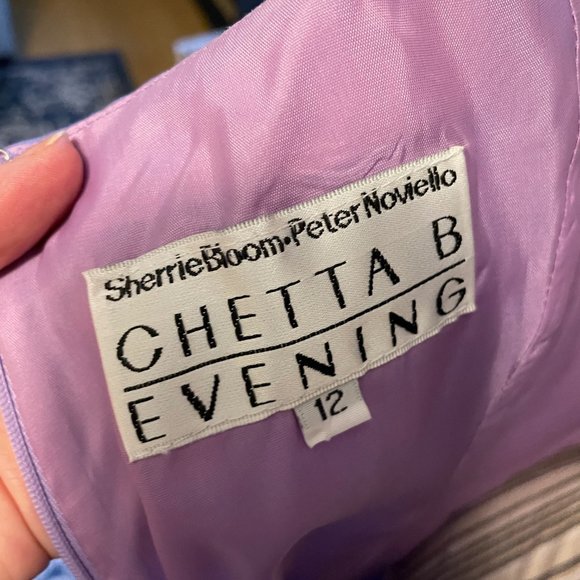 SherrieBloom•PeterNoviello
CHETTA B
EVENING
12